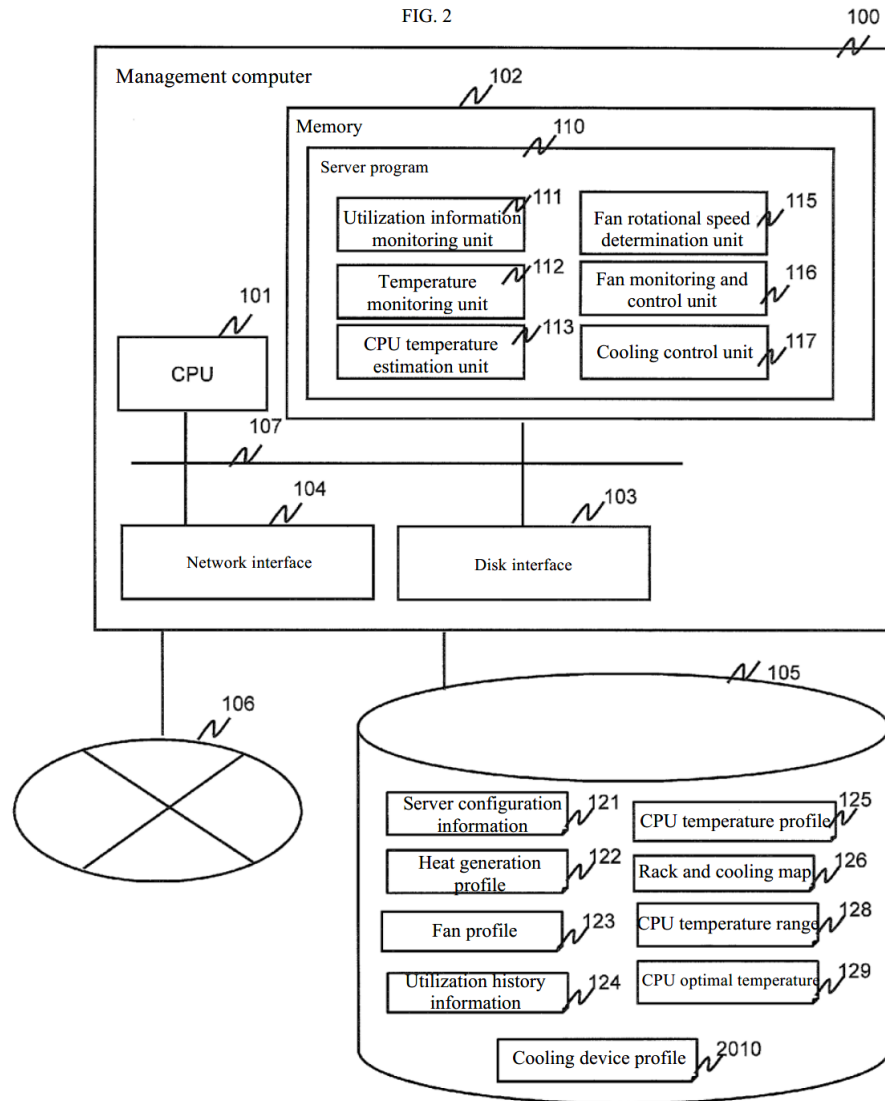 FIG. 2
100
Management computer
102
Memory
110
Server program
111
Utilization information
monitoring unit
115
Fan rotational speed
determination unit
112
Temperature
monitoring unit
116
Fan monitoring and
control unit
113
CPU temperature
estimation unit
117
Cooling control unit
101
CPU
107
104
Network interface
103
Disk interface
105
106
Server configuration
information
121
CPU temperature profile
125
Heat generation
profile
122
Rack and cooling map
126
Fan profile
123
CPU temperature range
128
Utilization history
information
124
CPU optimal temperature
129
Cooling device profile
2010